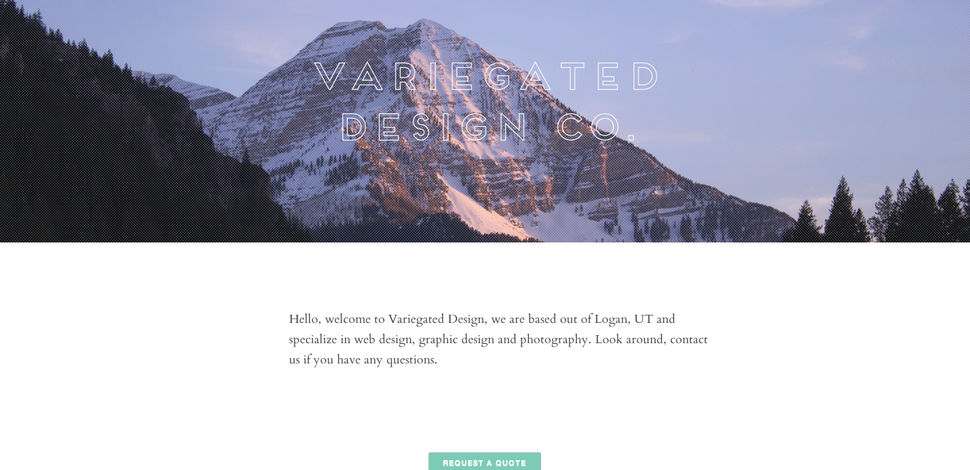 VARIEGATED
DESIGN CO.
Hello, welcome to Variegated Design, we are based out of Logan, UT and
specialize in web design, graphic design and photography. Look around, contact
us if you have any questions.
REQUEST A QUOTE